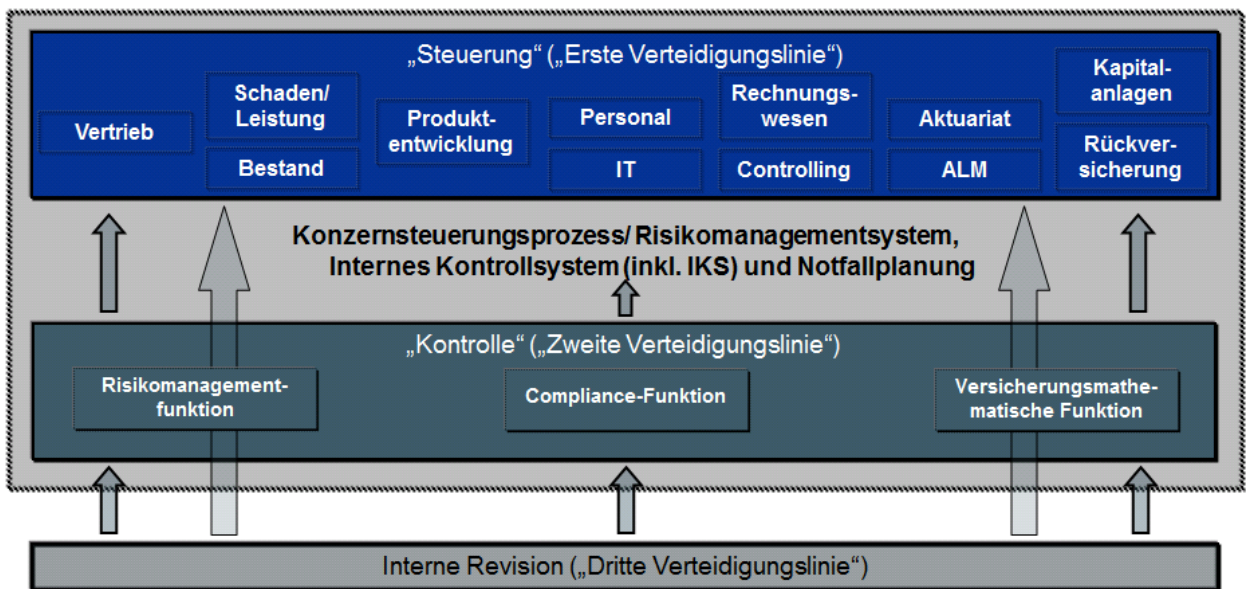 „Steuerung“ („Erste Verteidigungslinie“)
Vertrieb
Schaden/
Leistung
Bestand
Produkt-
entwicklung
Personal
IT
Rechnungs-
wesen
Controlling
Aktuariat
ALM
Kapital-
anlagen
Rückver-
sicherung
Konzernsteuerungsprozess/ Risikomanagementsystem,
Internes Kontrollsystem (inkl. IKS) und Notfallplanung
„Kontrolle“ („Zweite Verteidigungslinie“)
Risikomanagement-
funktion
Compliance-Funktion
Versicherungsmathe-
matische Funktion
Interne Revision („Dritte Verteidigungslinie“)